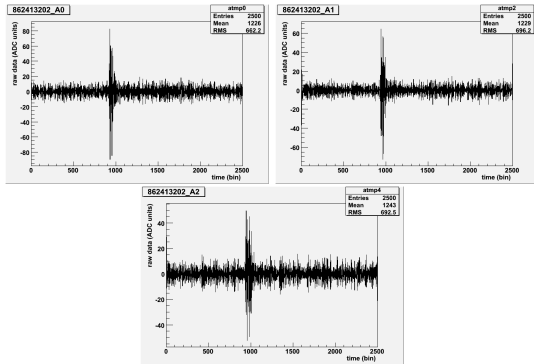 862413202_A0
atmp0
Entries 2500
Mean 1226
RMS 662.2
raw data (ADC units)
80
60
40
20
0
-20
-40
-60
-80
0 500 1000 1500 2000 2500
time (bin)
862413202_A1
atmp2
Entries 2500
Mean 1229
RMS 696.2
raw data (ADC units)
60
40
20
0
-20
-40
-60
0 500 1000 1500 2000 2500
time (bin)
862413202_A2
atmp4
Entries 2500
Mean 1243
RMS 692.5
raw data (ADC units)
40
20
0
-20
-40
0 500 1000 1500 2000 2500
time (bin)